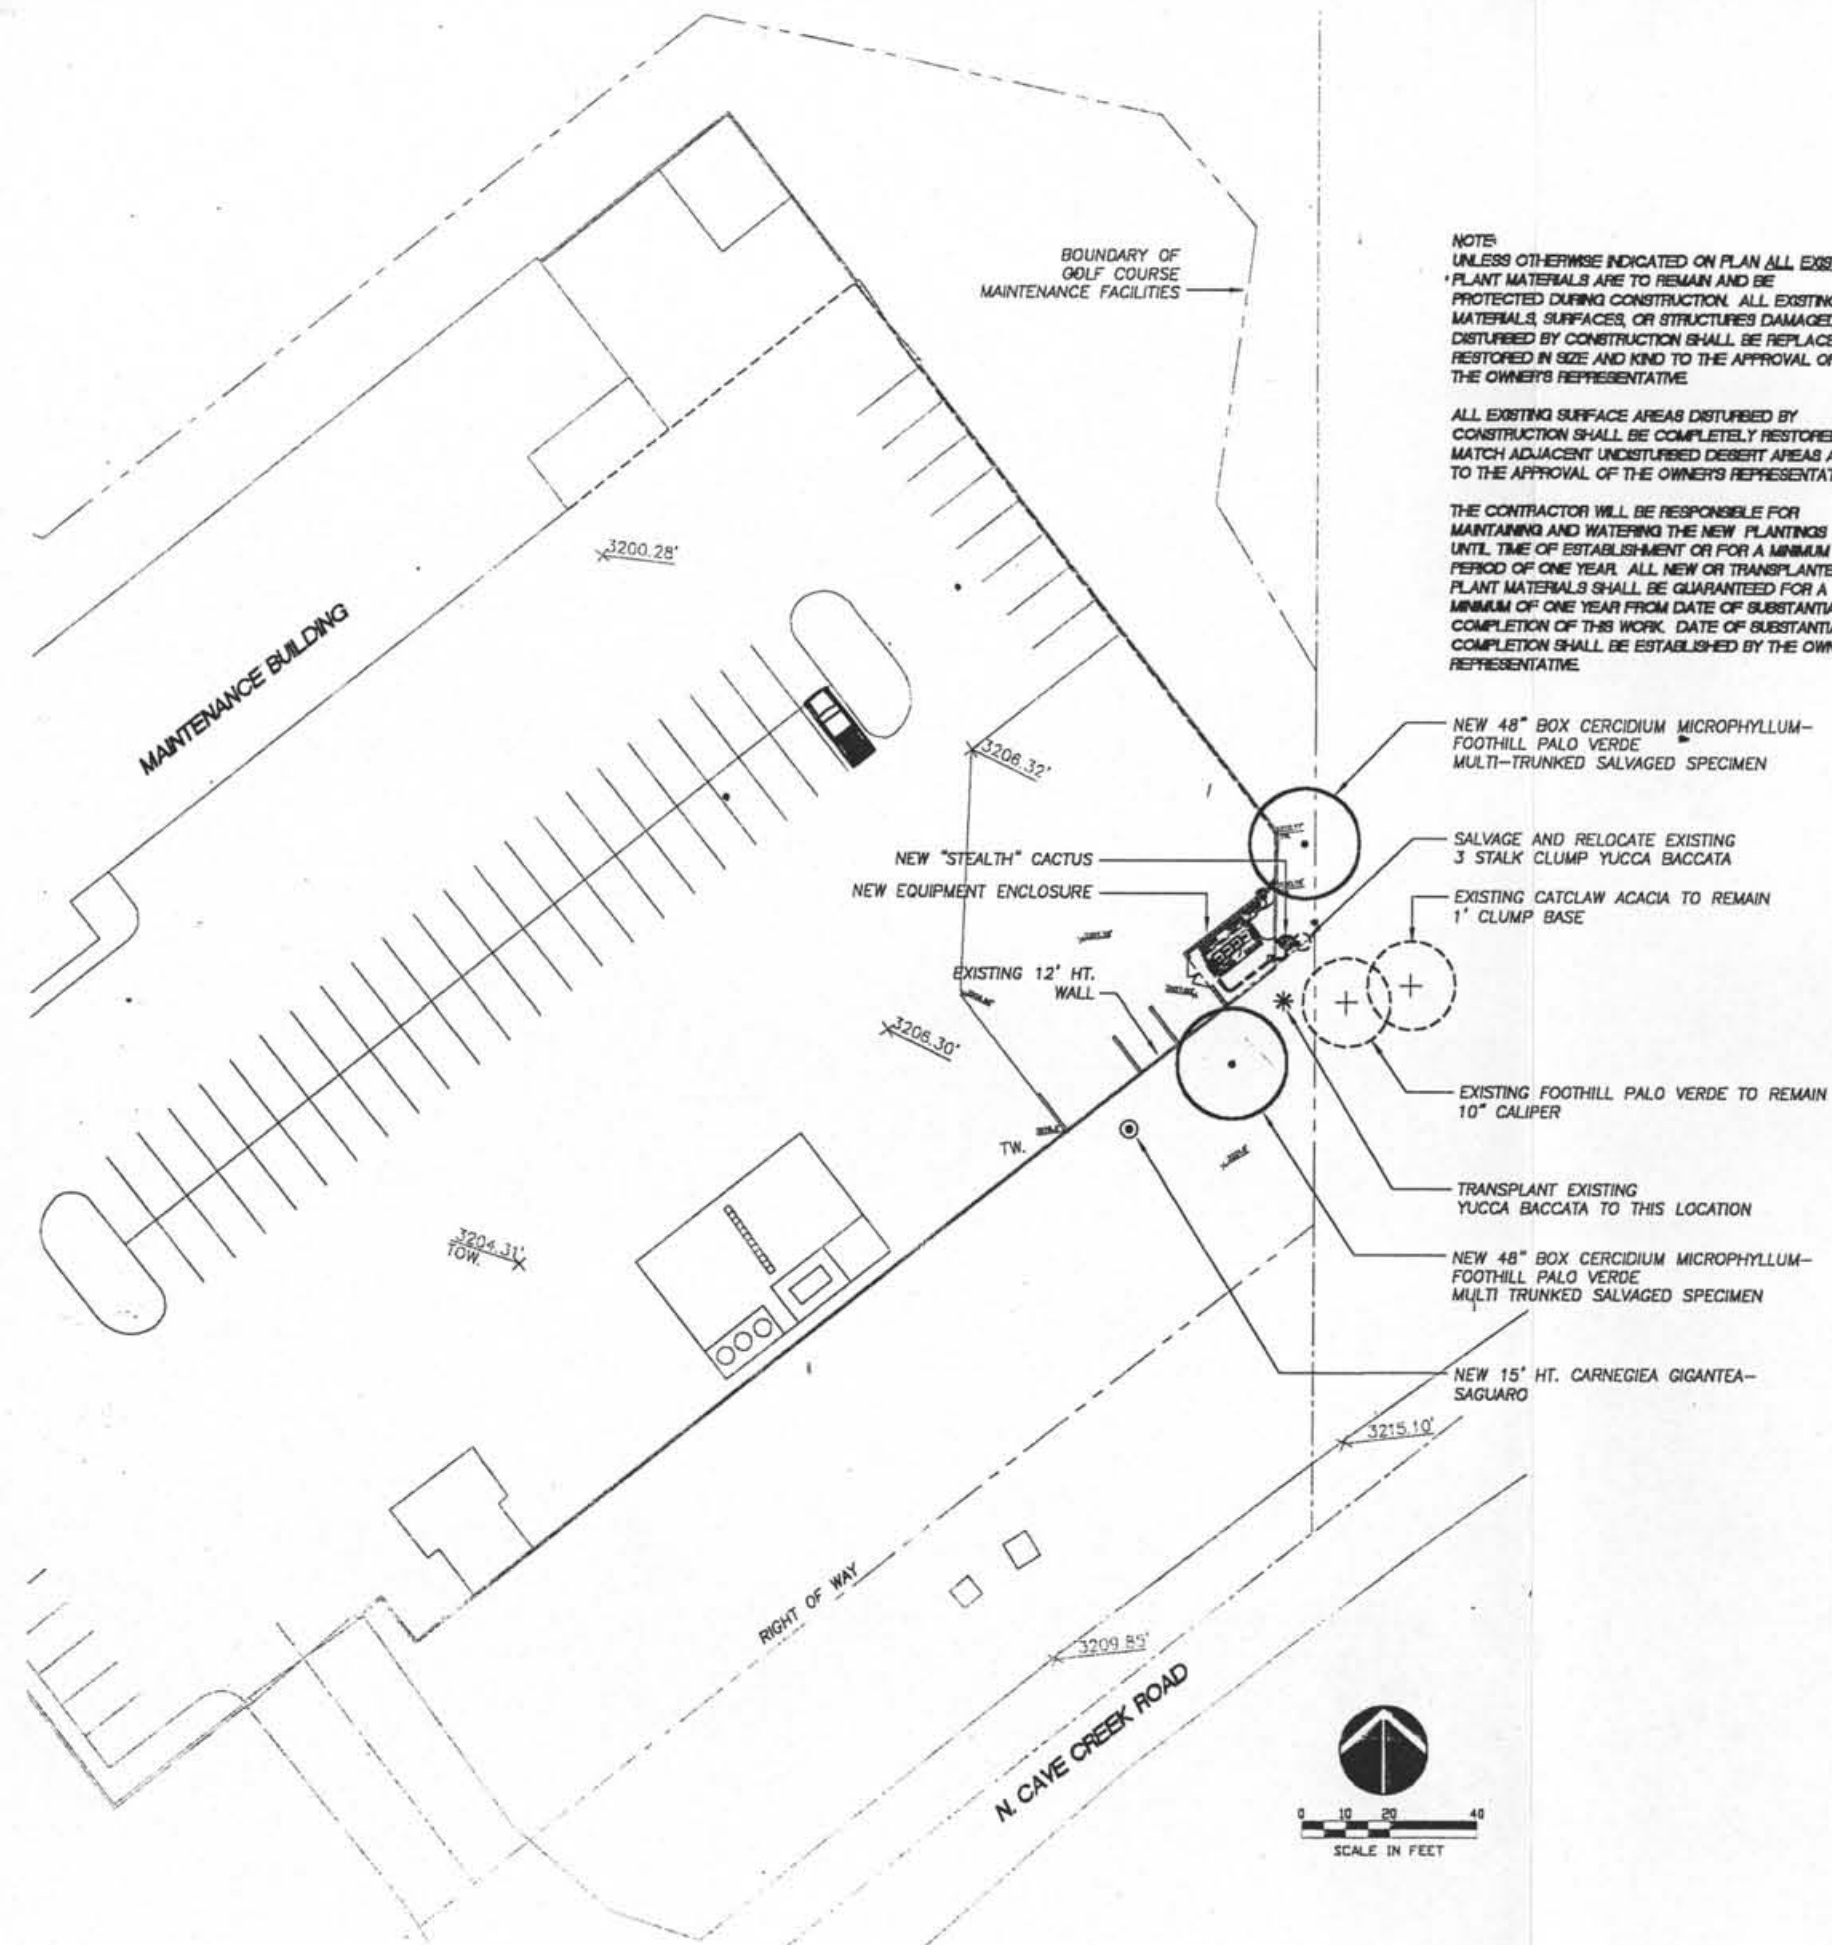 BOUNDARY OF
GOLF COURSE
MAINTENANCE FACILITIES
NOTE:
UNLESS OTHERWISE INDICATED ON PLAN ALL
PLANT MATERIALS ARE TO REMAIN AND BE
PROTECTED DURING CONSTRUCTION. ALL EXISTING
MATERIALS, SURFACES, OR STRUCTURES DAMAGED
DISTURBED BY CONSTRUCTION SHALL BE
RESTORED IN SIZE AND KIND TO THE APPROVAL OF
THE OWNER'S REPRESENTATIVE.
ALL EXISTING SURFACE AREAS DISTURBED BY
CONSTRUCTION SHALL BE COMPLETELY
MATCH ADJACENT UNDISTURBED DESERT AREAS
TO THE APPROVAL OF THE OWNER'S
THE CONTRACTOR WILL BE RESPONSIBLE FOR
MAINTAINING AND WATERING THE NEW PLANTINGS
UNTIL TIME OF ESTABLISHMENT OR FOR A MINIMUM
PERIOD OF ONE YEAR. ALL NEW OR
PLANT MATERIALS SHALL BE GUARANTEED FOR A
MINIMUM OF ONE YEAR FROM DATE OF
COMPLETION OF THIS WORK. DATE OF
COMPLETION SHALL BE ESTABLISHED BY THE
REPRESENTATIVE.
3200.28'
MAINTENANCE BUILDING
NEW 48" BOX CERCIDIUM MICROPHYLLUM-
FOOTHILL PALO VERDE
MULTI-TRUNKED SALVAGED SPECIMEN
3206.32'
SALVAGE AND RELOCATE EXISTING
3 STALK CLUMP YUCCA BACCATA
NEW "STEALTH" CACTUS
NEW EQUIPMENT ENCLOSURE
EXISTING CATCLAW ACACIA TO REMAIN
1' CLUMP BASE
EXISTING 12' HT.
WALL
3206.30'
EXISTING FOOTHILL PALO VERDE TO REMAIN
10" CALIPER
TW.
TRANSPLANT EXISTING
YUCCA BACCATA TO THIS LOCATION
3204.31'
TOW.
NEW 48" BOX CERCIDIUM MICROPHYLLUM-
FOOTHILL PALO VERDE
MULTI TRUNKED SALVAGED SPECIMEN
NEW 15' HT. CARNEGIEA GIGANTEA-
SAGUARO
3215.10'
RIGHT OF WAY
3209.85'
N. CAVE CREEK ROAD
0 10 20 40
SCALE IN FEET